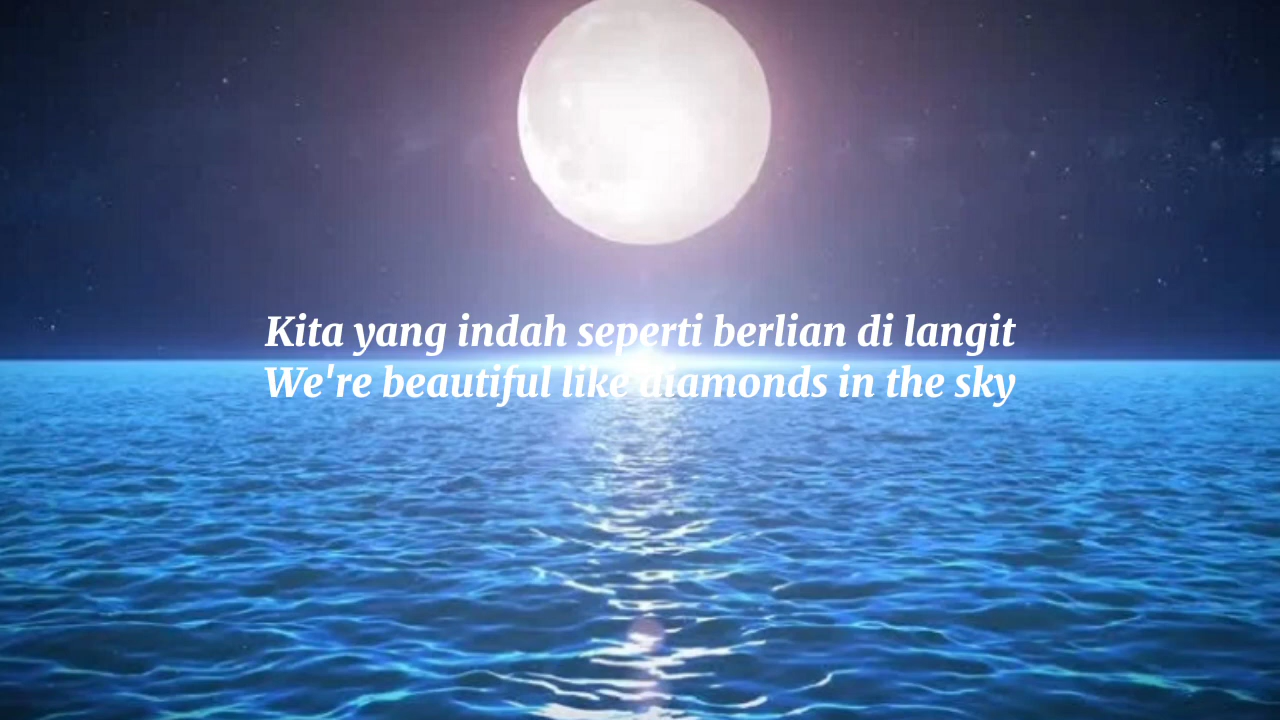 Kita yang indah seperti berlian di langit
We're beautiful like diamonds in the sky